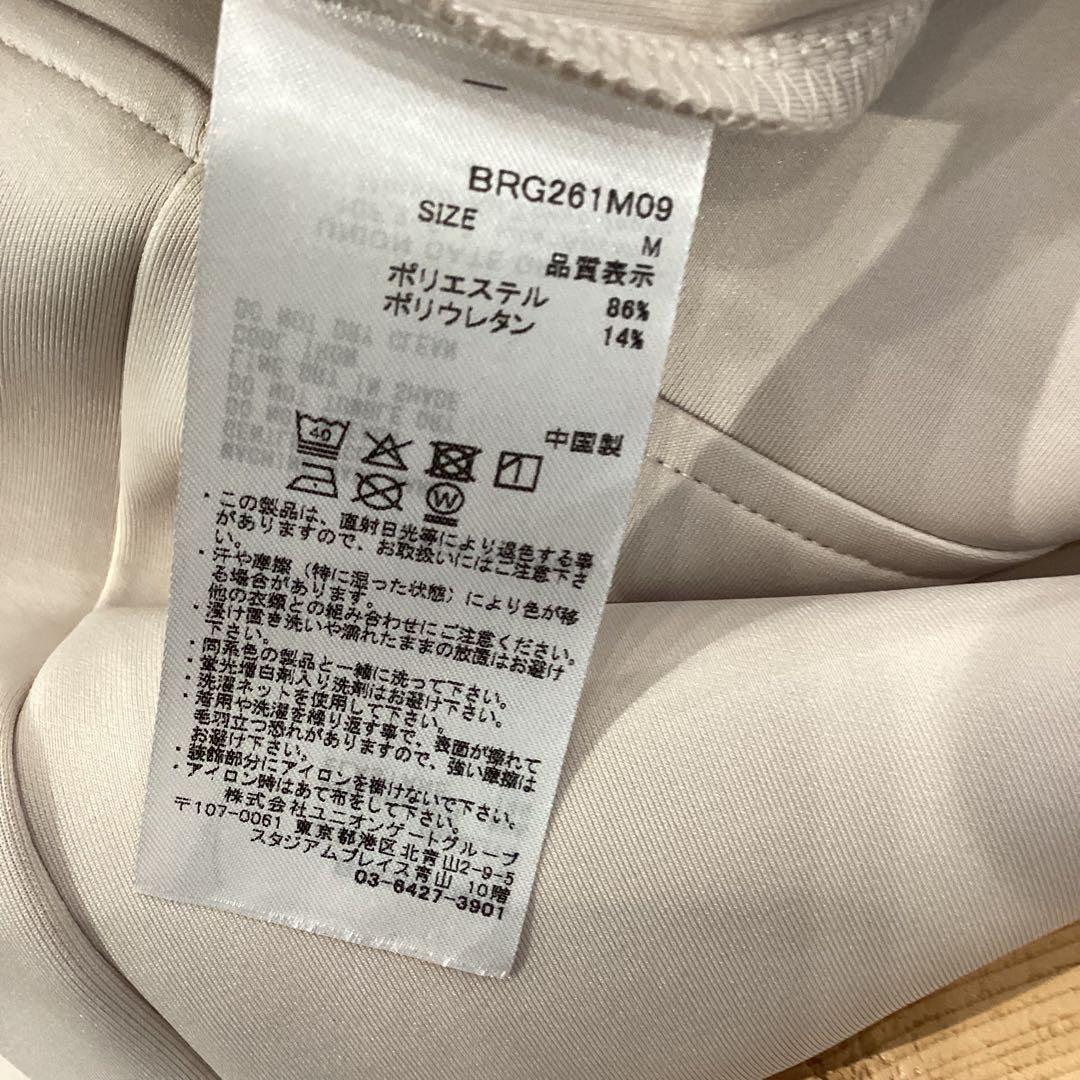 BRG261M09
SIZE M
品質表示
ポリエステル 86%
ポリウレタン 14%
中国製
40
W
・この製品は、直射日光等により退色する事
がありますので、お取扱いにはご注意下さ
い。
・汗や摩擦（特に湿った状態）により色が移
る場合があります。
他の衣類との組み合わせにご注意ください。
・浸け置き洗いや濡れたままの放置はお避け
下さい。
・同系色の製品と一緒に洗って下さい。
・蛍光増白剤入り洗剤はお避け下さい。
・洗濯ネットを使用して下さい。
・着用や洗濯を繰り返す事で、表面が擦れて
毛羽立つ恐れがありますので、強い摩擦は
お避け下さい。
・装飾部分にアイロンを掛けないで下さい。
・アイロン時はあて布をして下さい。
株式会社ユニオンゲートグループ
〒107-0061 東京都港区北青山2-9-5
スタジアムプレイス青山 10階
03-6427-3901